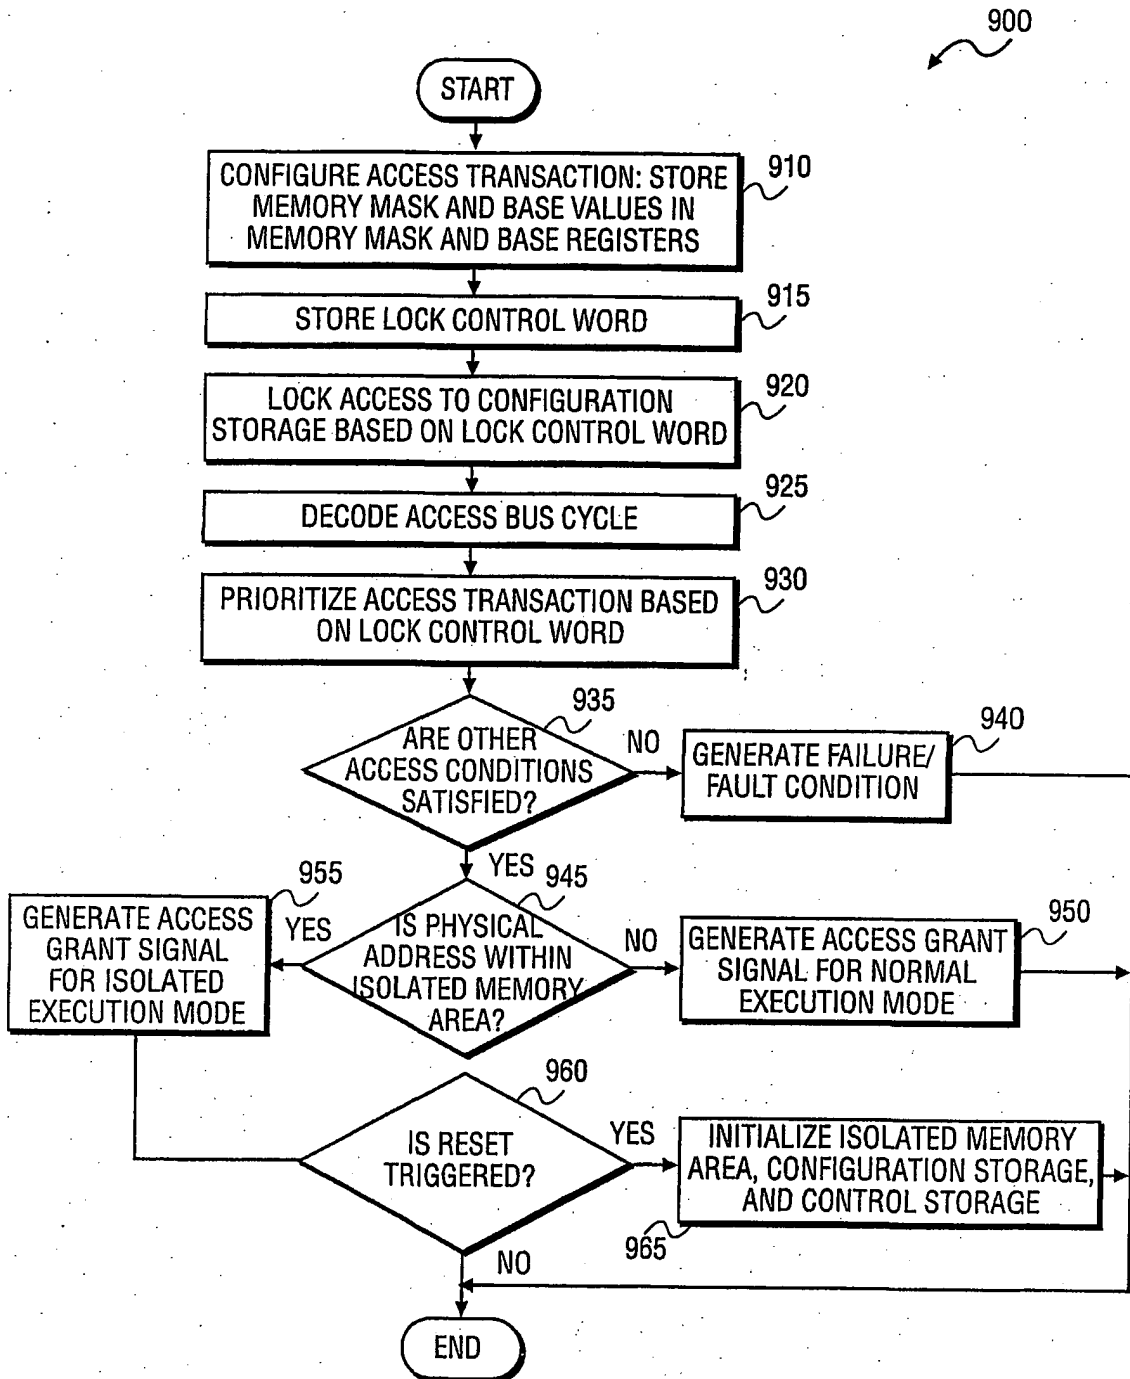 900
START
CONFIGURE ACCESS TRANSACTION: STORE
MEMORY MASK AND BASE VALUES IN
MEMORY MASK AND BASE REGISTERS
910
STORE LOCK CONTROL WORD
915
LOCK ACCESS TO CONFIGURATION
STORAGE BASED ON LOCK CONTROL WORD
920
DECODE ACCESS BUS CYCLE
925
PRIORITIZE ACCESS TRANSACTION BASED
ON LOCK CONTROL WORD
930
ARE OTHER
ACCESS CONDITIONS
SATISFIED?
935
NO
GENERATE FAILURE/
FAULT CONDITION
940
YES
IS PHYSICAL
ADDRESS WITHIN
ISOLATED MEMORY
AREA?
945
NO
GENERATE ACCESS GRANT
SIGNAL FOR NORMAL
EXECUTION MODE
950
YES
GENERATE ACCESS
GRANT SIGNAL
FOR ISOLATED
EXECUTION MODE
955
IS RESET
TRIGGERED?
960
YES
INITIALIZE ISOLATED MEMORY
AREA, CONFIGURATION STORAGE,
AND CONTROL STORAGE
965
NO
END